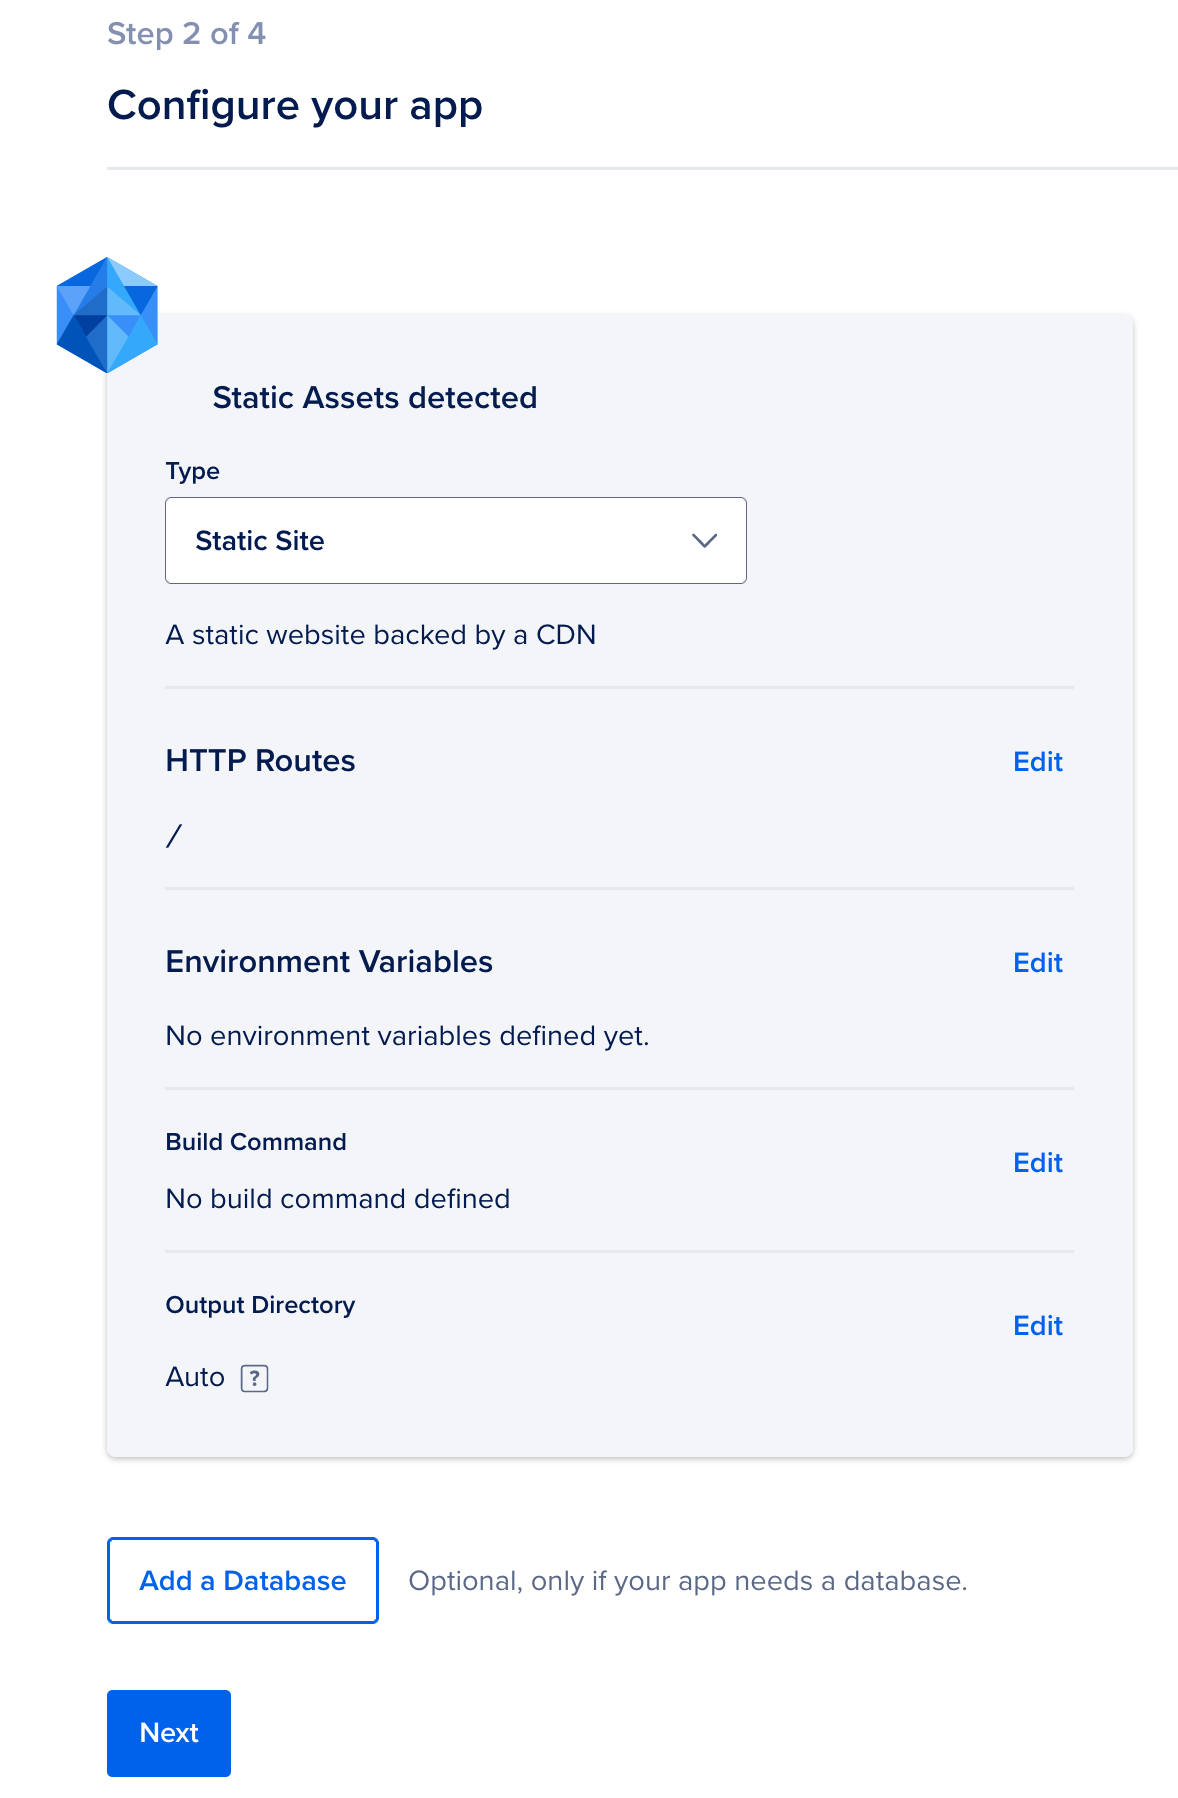 Step 2 of 4
Configure your app
Static Assets detected
Type
Static Site
A static website backed by a CDN
HTTP Routes
Edit
/
Environment Variables
Edit
No environment variables defined yet.
Build Command
Edit
No build command defined
Output Directory
Edit
Auto ?
Add a Database
Optional, only if your app needs a database.
Next